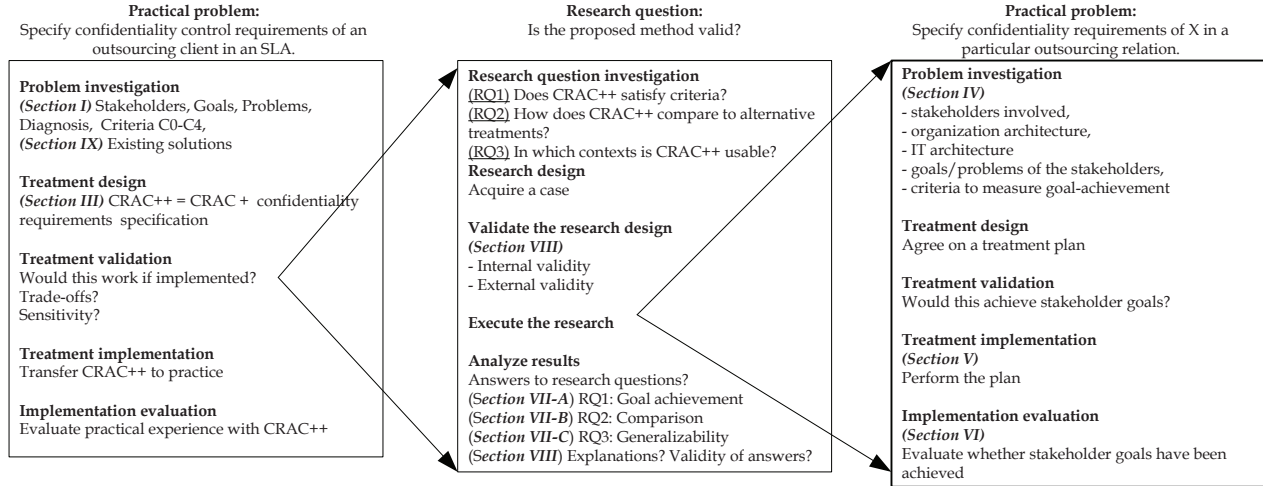 Practical problem:
Specify confidentiality control requirements of an
outsourcing client in an SLA.
Problem investigation
(Section I) Stakeholders, Goals, Problems,
Diagnosis, Criteria C0-C4,
(Section IX) Existing solutions
Treatment design
(Section III) CRAC++ = CRAC + confidentiality
requirements specification
Treatment validation
Would this work if implemented?
Trade-offs?
Sensitivity?
Treatment implementation
Transfer CRAC++ to practice
Implementation evaluation
Evaluate practical experience with CRAC++
Research question:
Is the proposed method valid?
Research question investigation
(RQ1) Does CRAC++ satisfy criteria?
(RQ2) How does CRAC++ compare to alternative
treatments?
(RQ3) In which contexts is CRAC++ usable?
Research design
Acquire a case
Validate the research design
(Section VIII)
- Internal validity
- External validity
Execute the research
Analyze results
Answers to research questions?
(Section VII-A) RQ1: Goal achievement
(Section VII-B) RQ2: Comparison
(Section VII-C) RQ3: Generalizability
(Section VIII) Explanations? Validity of answers?
Practical problem:
Specify confidentiality requirements of X in a
particular outsourcing relation.
Problem investigation
(Section IV)
- stakeholders involved,
- organization architecture,
- IT architecture
- goals/problems of the stakeholders,
- criteria to measure goal-achievement
Treatment design
Agree on a treatment plan
Treatment validation
Would this achieve stakeholder goals?
Treatment implementation
(Section V)
Perform the plan
Implementation evaluation
(Section VI)
Evaluate whether stakeholder goals have been
achieved